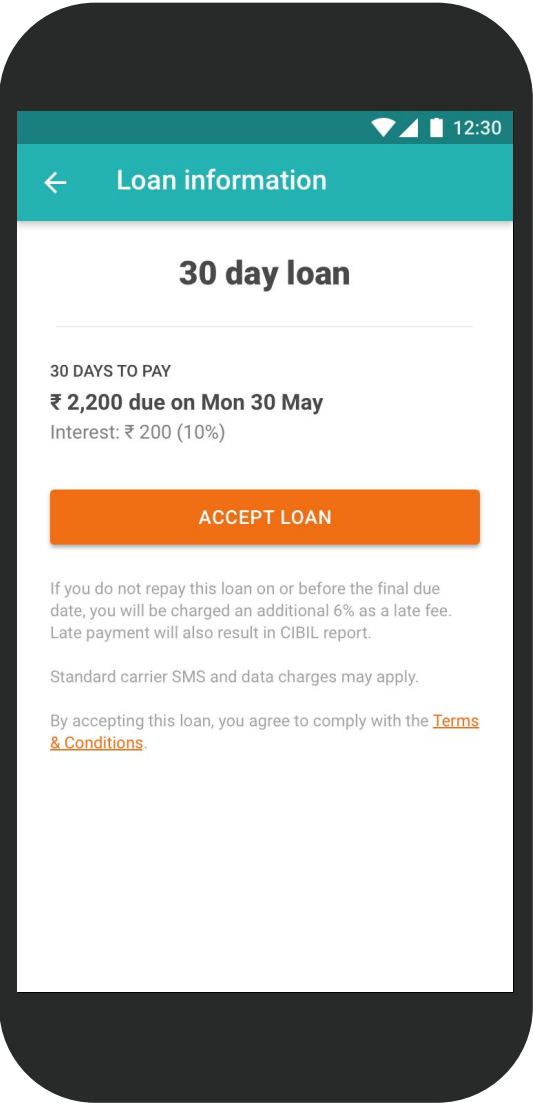 12:30
Loan information
30 day loan
30 DAYS TO PAY
₹ 2,200 due on Mon 30 May
Interest: ₹ 200 (10%)
ACCEPT LOAN
If you do not repay this loan on or before the final due
date, you will be charged an additional 6% as a late fee.
Late payment will also result in CIBIL report.
Standard carrier SMS and data charges may apply.
By accepting this loan, you agree to comply with the Terms
& Conditions.